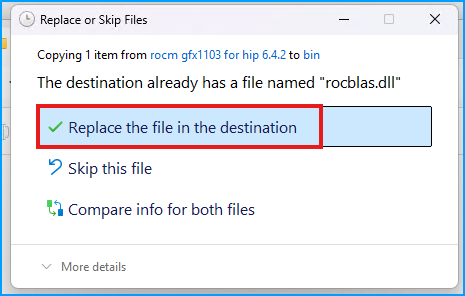 Replace or Skip Files
Copying 1 item from rocm gfx1103 for hip 6.4.2 to bin
The destination already has a file named "rocblas.dll"
Replace the file in the destination
Skip this file
Compare info for both files
More details